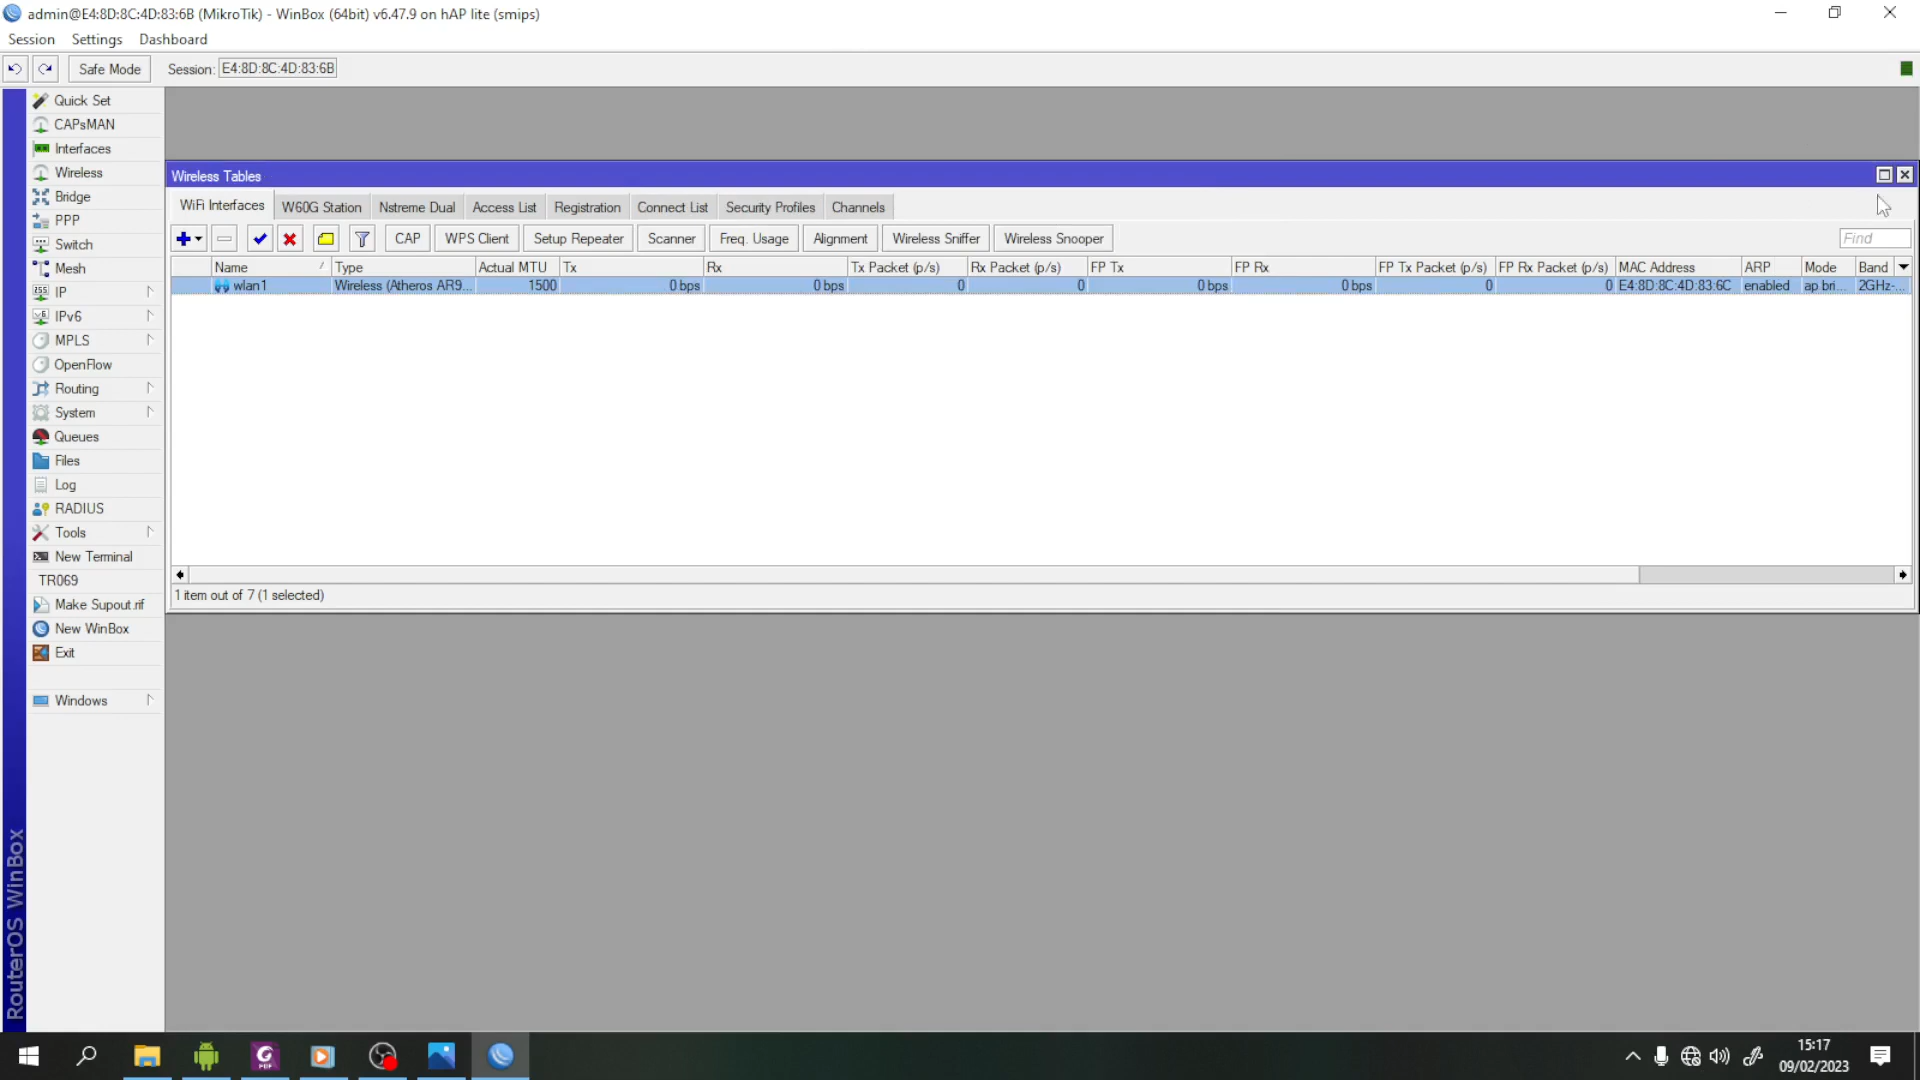 admin@E4:8D:8C:4D:83:6B (MikroTik) - WinBox (64bit) v6.47.9 on hAP lite (smips)
Session Settings Dashboard
Safe Mode Session: E4:8D:8C:4D:83:6B
Quick Set
CAPsMAN
Interfaces
Wireless
Bridge
PPP
Switch
Mesh
IP
IPv6
MPLS
OpenFlow
Routing
System
Queues
Files
Log
RADIUS
Tools
New Terminal
TR069
Make Supout.rif
New WinBox
Exit
Windows
RouterOS WinBox
Wireless Tables
WiFi Interfaces W60G Station Nstreme Dual Access List Registration Connect List Security Profiles Channels
CAP WPS Client Setup Repeater Scanner Freq. Usage Alignment Wireless Sniffer Wireless Snooper Find
Name Type Actual MTU Tx Rx Tx Packet (p/s) Rx Packet (p/s) FP Tx FP Rx FP Tx Packet (p/s) FP Rx Packet (p/s) MAC Address ARP Mode Band
wlan1 Wireless (Atheros AR9... 1500 0 bps 0 bps 0 0 0 bps 0 bps 0 0 E4:8D:8C:4D:83:6C enabled ap bri... 2GHz-...
1 item out of 7 (1 selected)
15:17
09/02/2023